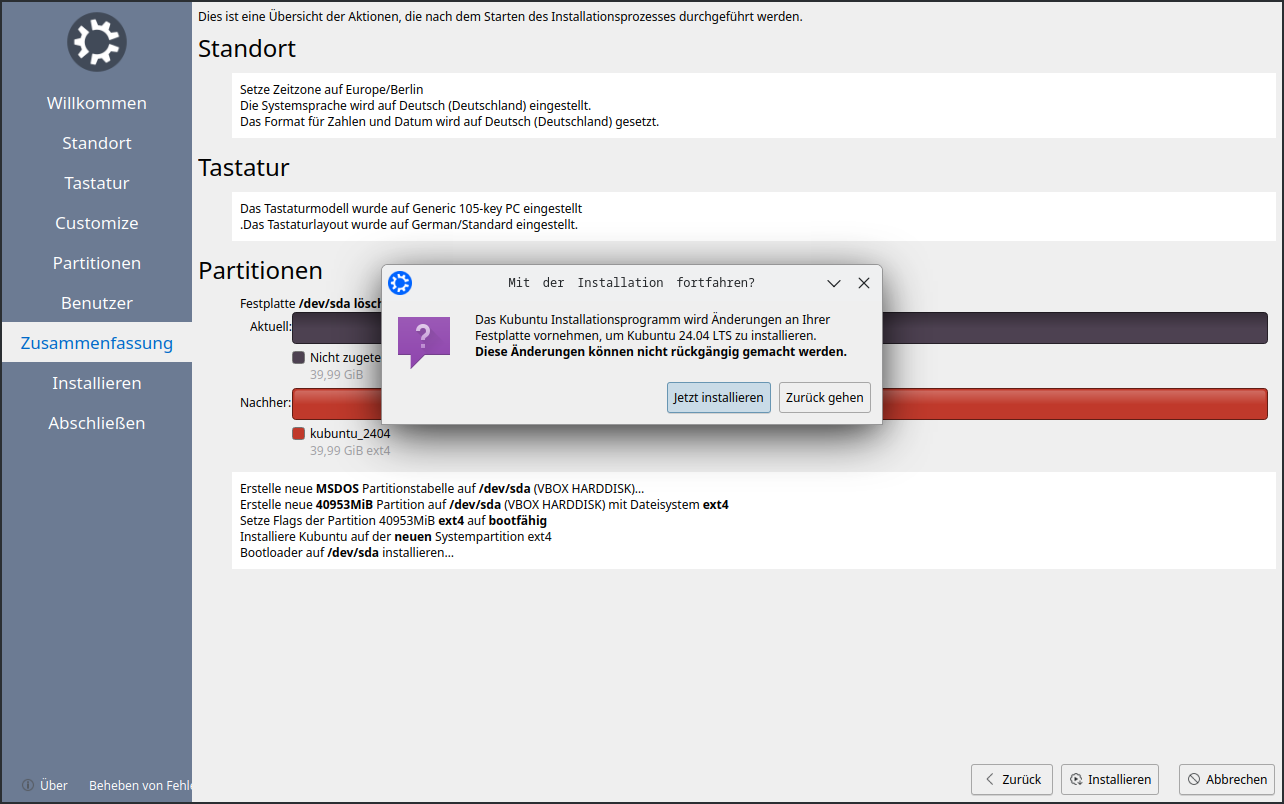 Dies ist eine Übersicht der Aktionen, die nach dem Starten des Installationsprozesses durchgeführt werden.
Willkommen
Standort
Tastatur
Customize
Partitionen
Benutzer
Zusammenfassung
Installieren
Abschließen
Über
Beheben von
Standort
Setze Zeitzone auf Europe/Berlin
Die Systemsprache wird auf Deutsch (Deutschland) eingestellt.
Das Format für Zahlen und Datum wird auf Deutsch (Deutschland) gesetzt.
Tastatur
Das Tastaturmodell wurde auf Generic 105-key PC eingestellt
.Das Tastaturlayout wurde auf German/Standard eingestellt.
Partitionen
Festplatte /dev/sda
Aktuell:
Nicht
39,99 GiB
Nachher:
kubuntu_2404
39,99 GiB ext4
Mit der Installation fortfahren?
Das Kubuntu Installationsprogramm wird Änderungen an Ihrer
Festplatte vornehmen, um Kubuntu 24.04 LTS zu installieren.
Diese Änderungen können nicht rückgängig gemacht werden.
Jetzt installieren
Zurück gehen
Erstelle neue MSDOS Partitionstabelle auf /dev/sda (VBOX HARDDISK)...
Erstelle neue 40953MiB Partition auf /dev/sda (VBOX HARDDISK) mit Dateisystem ext4
Setze Flags der Partition 40953MiB ext4 auf bootfähig
Installiere Kubuntu auf der neuen Systempartition ext4
Bootloader auf /dev/sda installieren...
Zurück
Installieren
Abbrechen